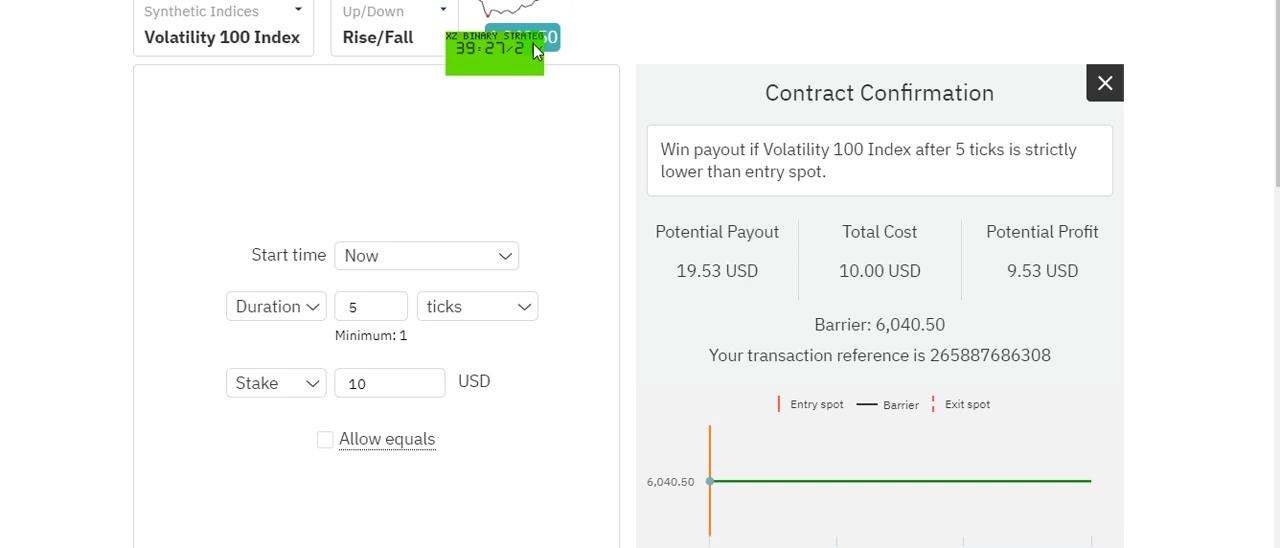 Synthetic Indices
Volatility 100 Index
Up/Down
Rise/Fall
XZ BINARY STRATEG
39:27/2
Start time
Now
Duration
5
ticks
Minimum: 1
Stake
10
USD
Allow equals
Contract Confirmation
Win payout if Volatility 100 Index after 5 ticks is strictly
lower than entry spot.
Potential Payout
19.53 USD
Total Cost
10.00 USD
Potential Profit
9.53 USD
Barrier: 6,040.50
Your transaction reference is 265887686308
Entry spot
Barrier
Exit spot
6,040.50